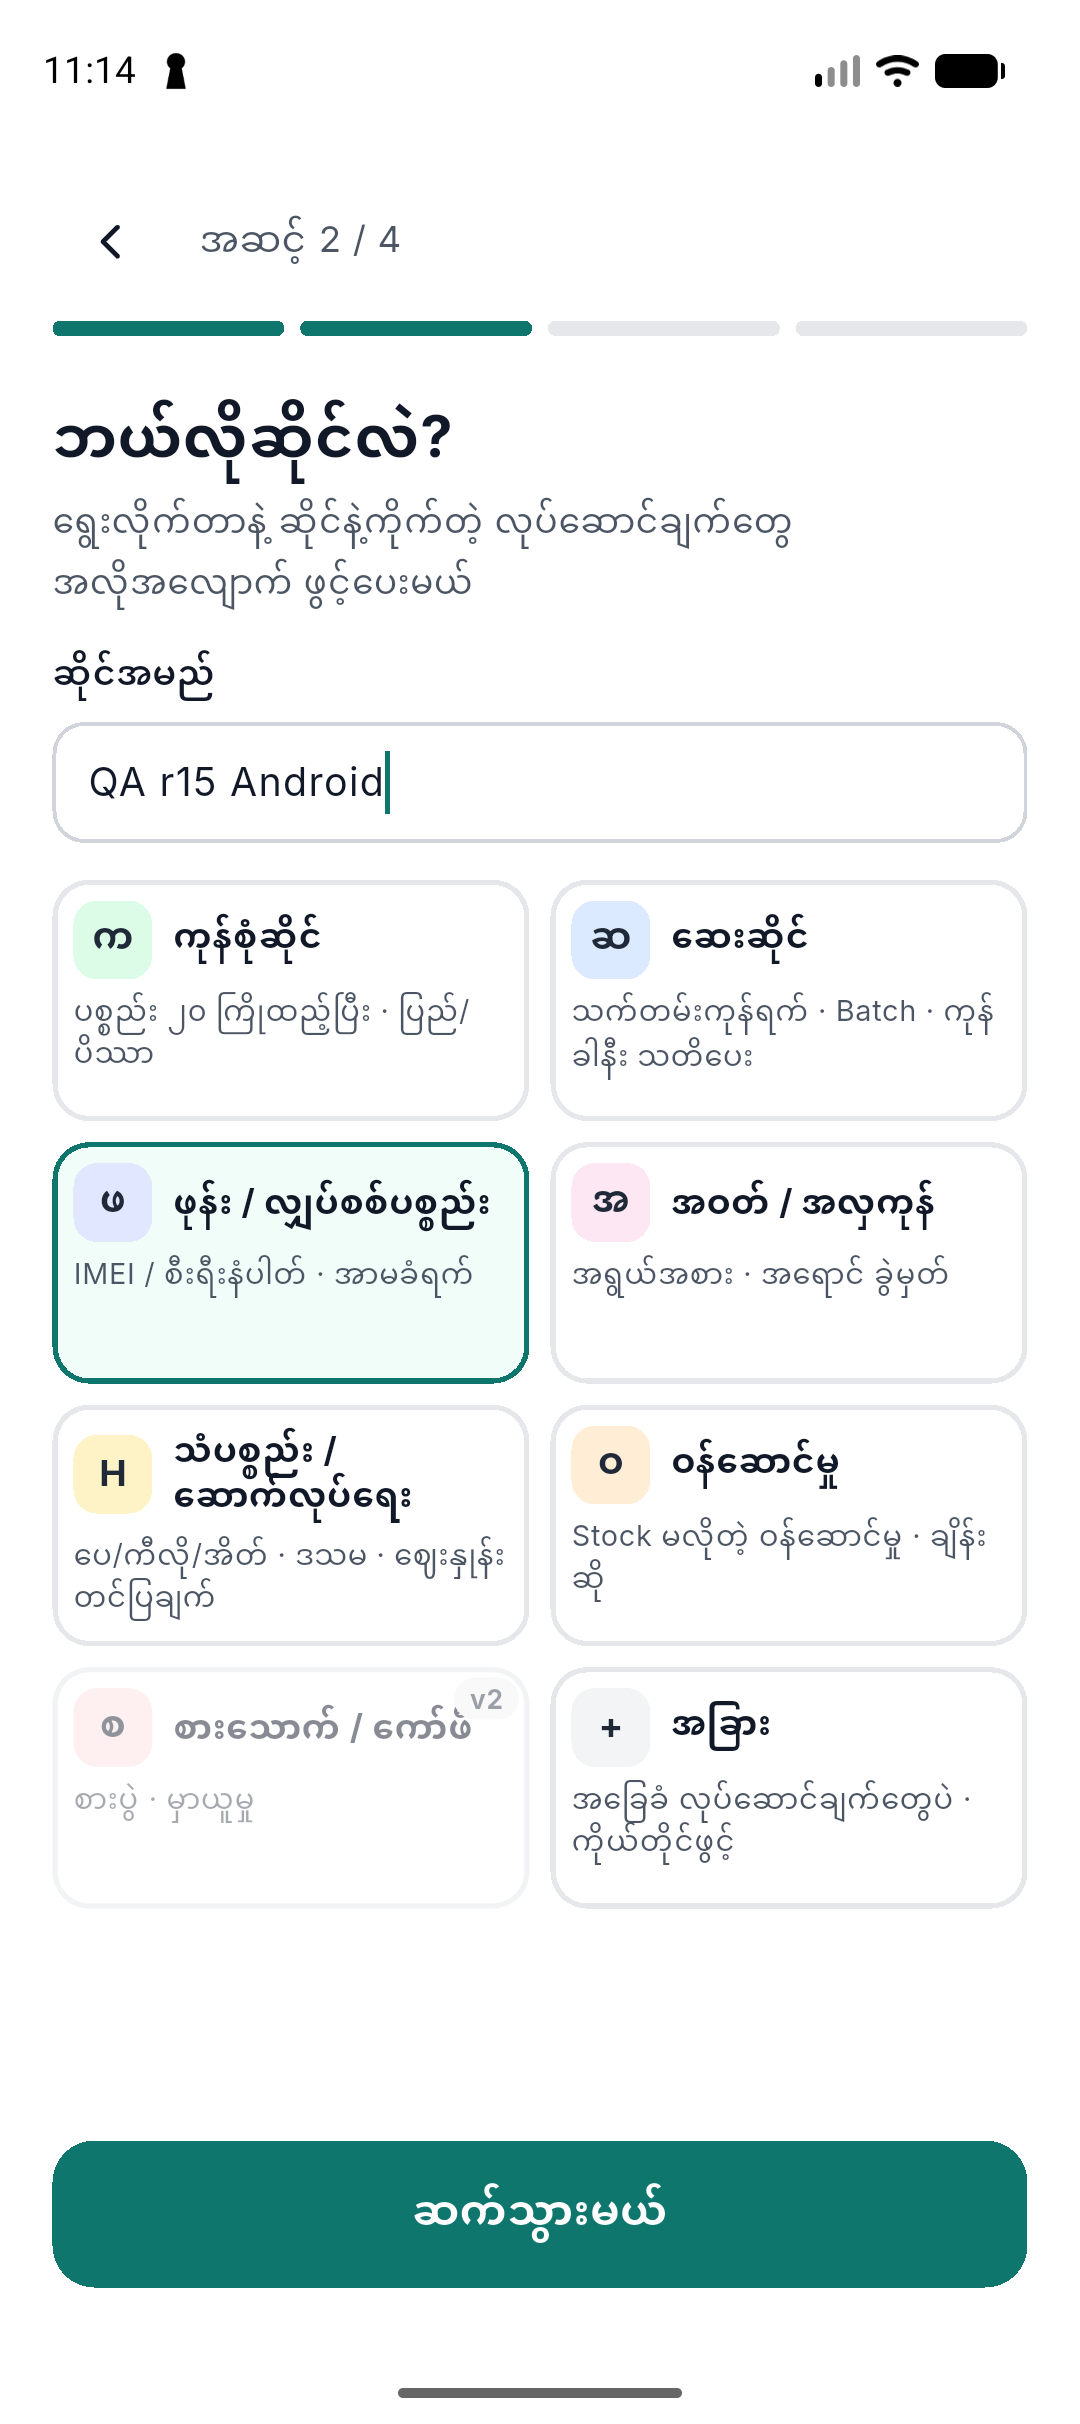 11:14
အဆင့် 2 / 4
ဘယ်လိုဆိုင်လဲ?
ရွေးလိုက်တာနဲ့ ဆိုင်နဲ့ကိုက်တဲ့ လုပ်ဆောင်ချက်တွေ
အလိုအလျောက် ဖွင့်ပေးမယ်
ဆိုင်အမည်
QA r15 Android
က ကုန်စုံဆိုင်
ပစ္စည်း ၂၀ ကြိုထည့်ပြီး · ပြည်/
ပိဿာ
ဆ ဆေးဆိုင်
သက်တမ်းကုန်ရက် · Batch · ကုန်
ခါနီး သတိပေး
ဖ ဖုန်း / လျှပ်စစ်ပစ္စည်း
IMEI / စီးရီးနံပါတ် · အာမခံရက်
အ အဝတ် / အလှကုန်
အရွယ်အစား · အရောင် ခွဲမှတ်
H သံပစ္စည်း /
ဆောက်လုပ်ရေး
ပေ/ကီလို/အိတ် · ဒသမ · ဈေးနှုန်း
တင်ပြချက်
ဝ ဝန်ဆောင်မှု
Stock မလိုတဲ့ ဝန်ဆောင်မှု · ချိန်း
ဆို
v2
စ စားသောက် / ကော်ဖီ
စားပွဲ · မှာယူမှု
+ အခြား
အခြေခံ လုပ်ဆောင်ချက်တွေပဲ ·
ကိုယ်တိုင်ဖွင့်
ဆက်သွားမယ်